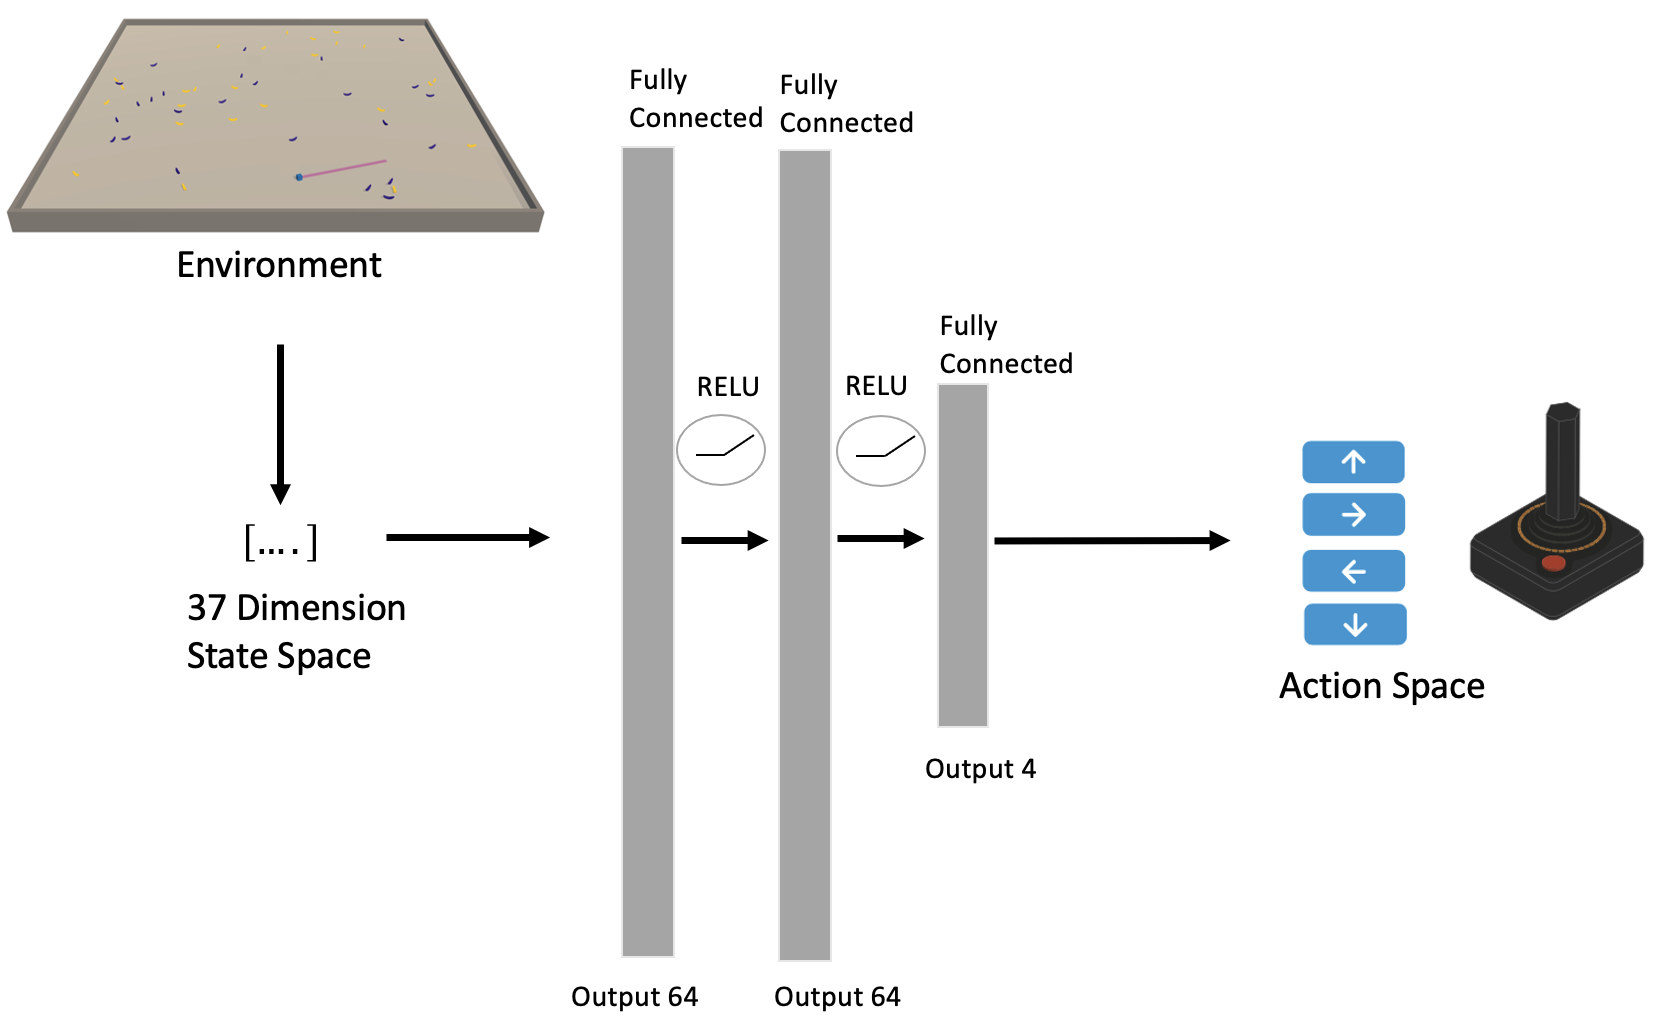 Environment
[....]
37 Dimension
State Space
Fully
Connected
Output 64
RELU
Fully
Connected
Output 64
RELU
Fully
Connected
Output 4
Action Space